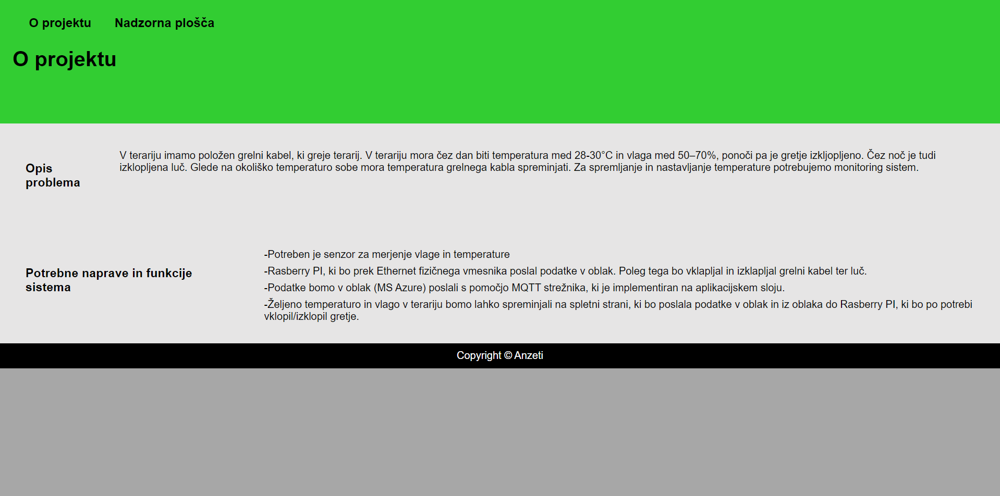 O projektu Nadzorna plošča
O projektu
Opis
problema
V terariju imamo položen grelni kabel, ki greje terarij. V terariju mora čez dan biti temperatura med 28-30°C in vlaga med 50–70%, ponoči pa je gretje izkljopljeno. Čez noč je tudi
izklopljena luč. Glede na okoliško temperaturo sobe mora temperatura grelnega kabla spreminjati. Za spremljanje in nastavljanje temperature potrebujemo monitoring sistem.
Potrebne naprave in funkcije
sistema
-Potreben je senzor za merjenje vlage in temperature
-Rasberry PI, ki bo prek Ethernet fizičnega vmesnika poslal podatke v oblak. Poleg tega bo vklapljal in izklapljal grelni kabel ter luč.
-Podatke bomo v oblak (MS Azure) poslali s pomočjo MQTT strežnika, ki je implementiran na aplikacijskem sloju.
-Željeno temperaturo in vlago v terariju bomo lahko spreminjali na spletni strani, ki bo poslala podatke v oblak in iz oblaka do Rasberry PI, ki bo po potrebi
vklopil/izklopil gretje.
Copyright © Anzeti